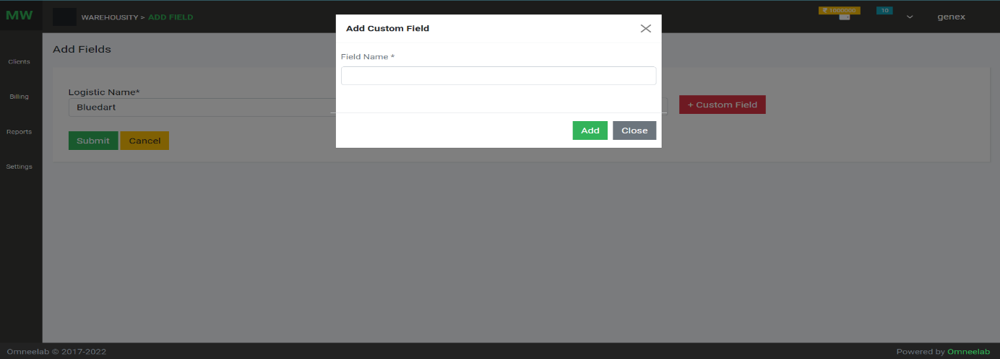 MW
WAREHOUSITY > ADD FIELD
₹ 1000000
10
genex
Add Custom Field
Field Name *
Add Close
Clients
Billing
Reports
Settings
Add Fields
Logistic Name*
Bluedart
+ Custom Field
Submit Cancel
Omneelab © 2017-2022
Powered by Omneelab